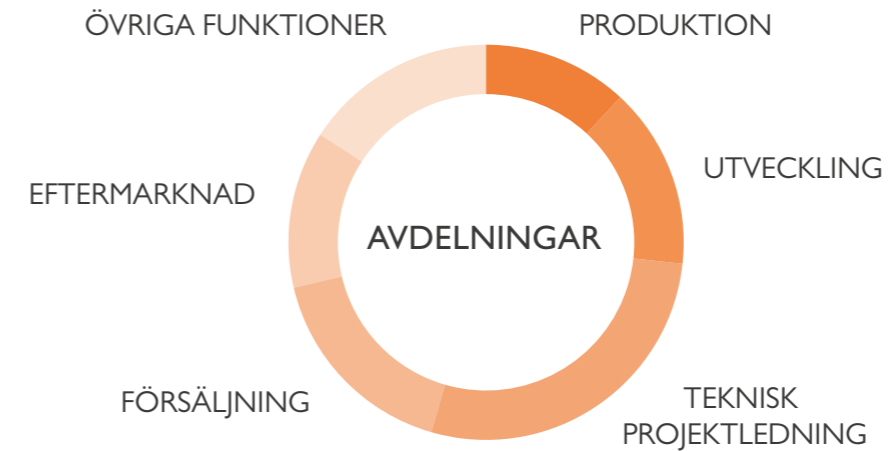 ÖVRIGA FUNKTIONER
PRODUKTION
UTVECKLING
EFTERMARKNAD
AVDELNINGAR
FÖRSÄLJNING
TEKNISK
PROJEKTLEDNING